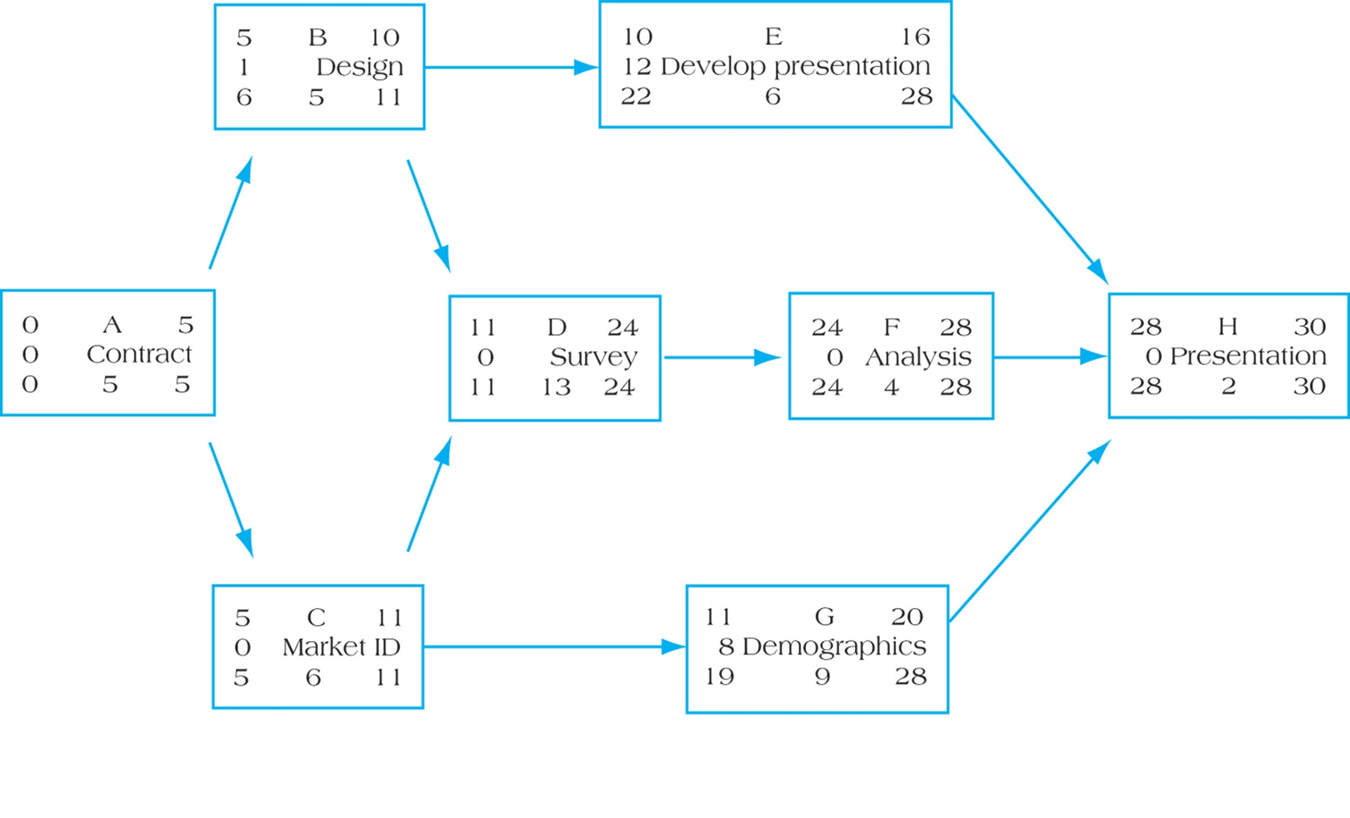 5 B 10
1 Design
6 5 11
10 E 16
12 Develop presentation
22 6 28
0 A 5
0 Contract
0 5 5
11 D 24
0 Survey
11 13 24
24 F 28
0 Analysis
24 4 28
28 H 30
0 Presentation
28 2 30
5 C 11
0 Market ID
5 6 11
11 G 20
8 Demographics
19 9 28